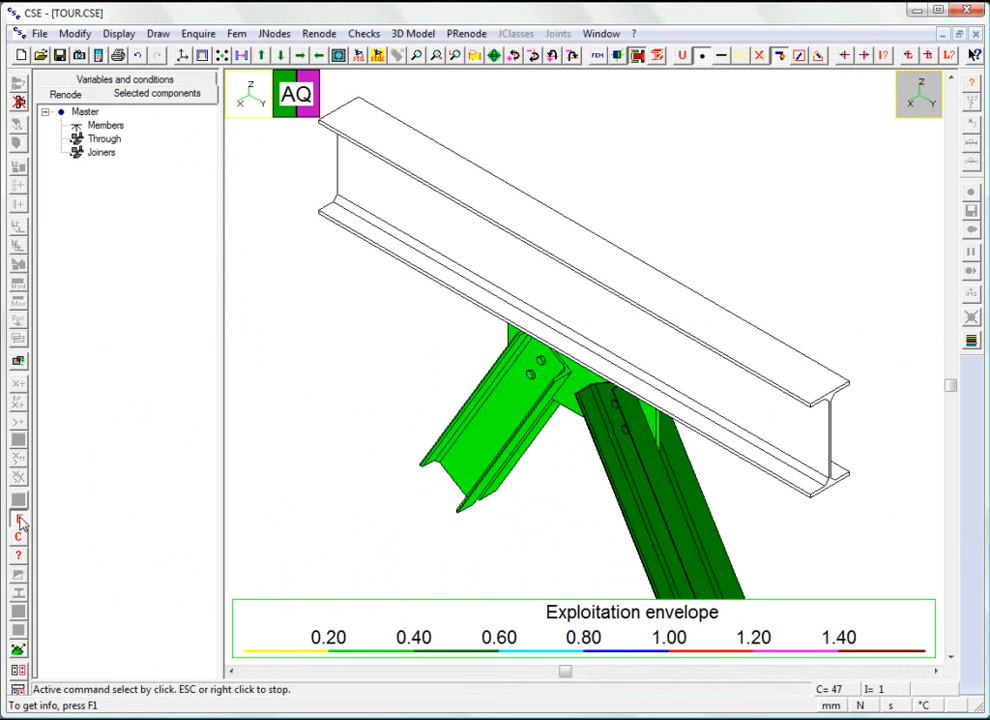 CSE - [TOUR.CSE]
File Modify Display Draw Enquire Fem JNodes Renode Checks 3D Model PRenode JClasses Joints Window ?
Variables and conditions
Renode Selected components
Master
Members
Through
Joiners
Z
X Y
AQ
Z
X Y
Exploitation envelope
0.20 0.40 0.60 0.80 1.00 1.20 1.40
Active command select by click. ESC or right click to stop.
C= 47 I= 1
To get info, press F1
mm N s °C